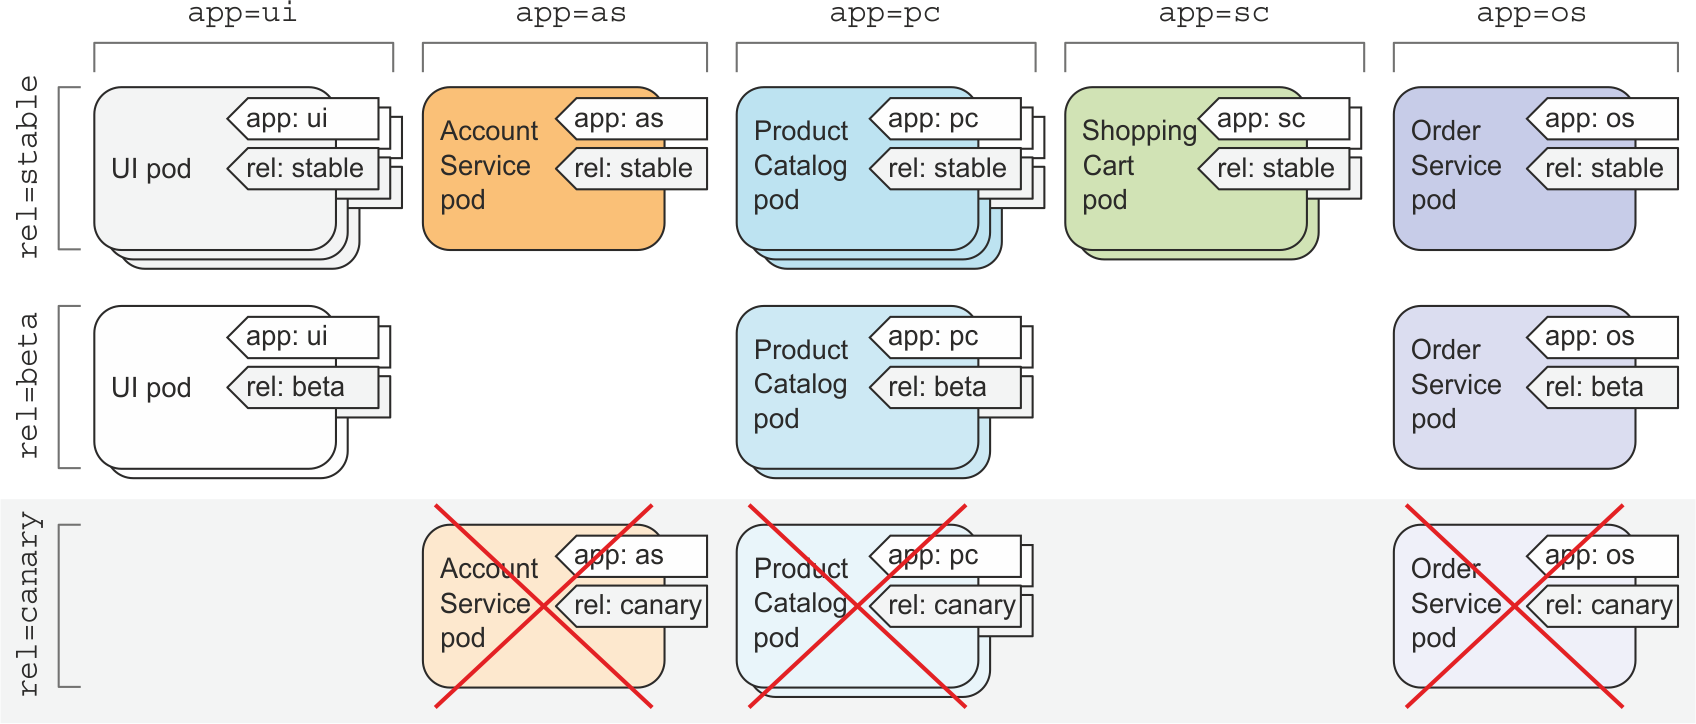 app=ui
app=as
app=pc
app=sc
app=os
rel=stable
UI pod
app: ui
rel: stable
Account
Service
pod
app: as
rel: stable
Product
Catalog
pod
app: pc
rel: stable
Shopping
Cart
pod
app: sc
rel: stable
Order
Service
pod
app: os
rel: stable
rel=beta
UI pod
app: ui
rel: beta
Product
Catalog
pod
app: pc
rel: beta
Order
Service
pod
app: os
rel: beta
rel=canary
Account
Service
pod
app: as
rel: canary
Product
Catalog
pod
app: pc
rel: canary
Order
Service
pod
app: os
rel: canary